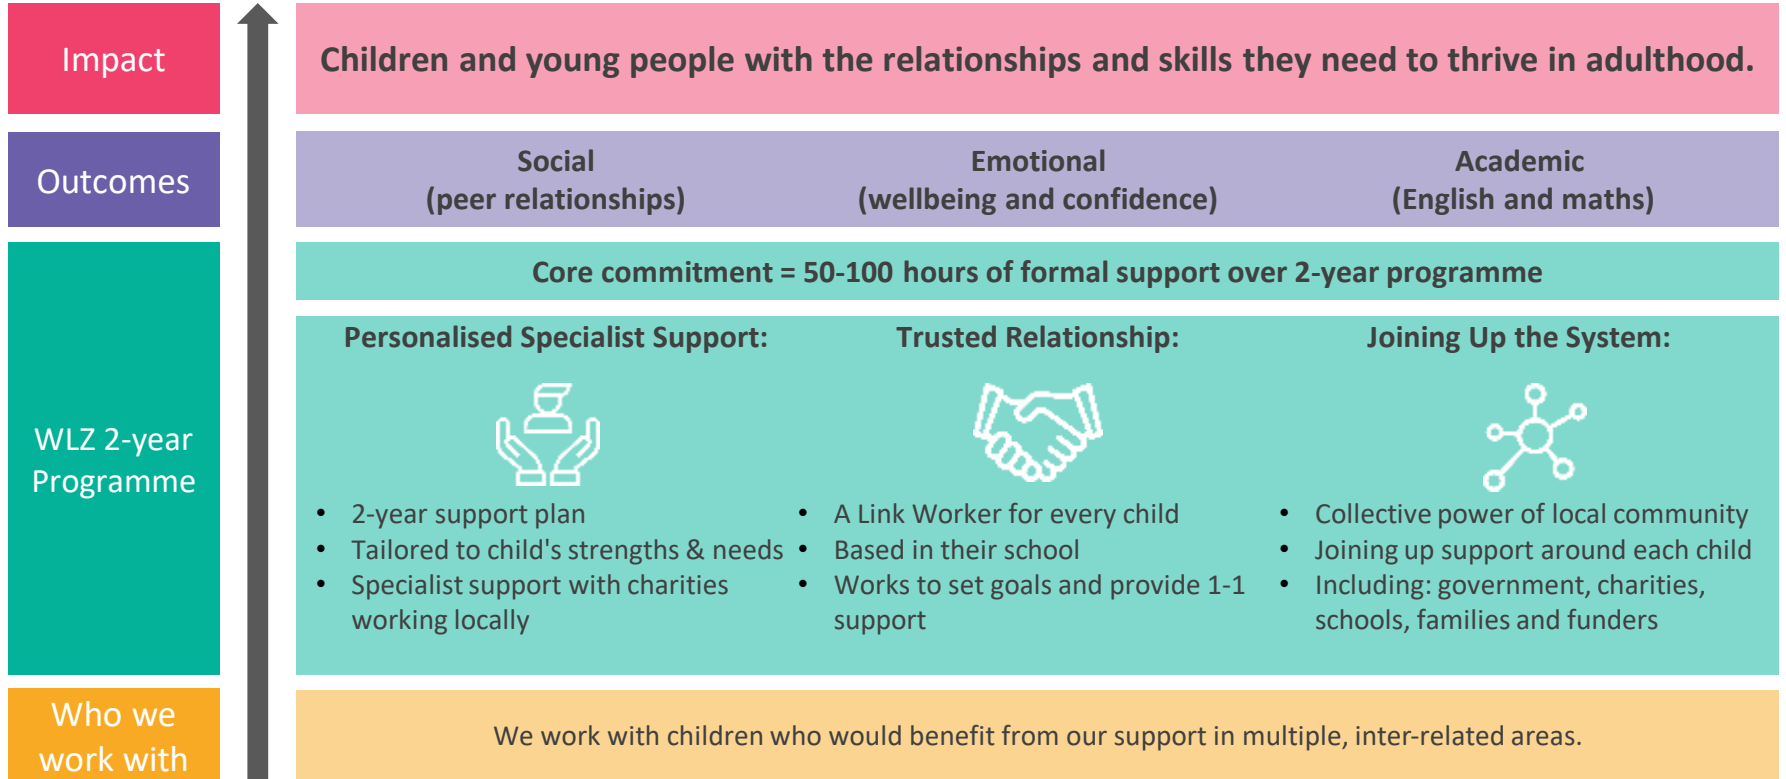 Impact
Children and young people with the relationships and skills they need to thrive in adulthood.
Outcomes
Social
(peer relationships)
Emotional
(wellbeing and confidence)
Academic
(English and maths)
WLZ 2-year
Programme
Core commitment = 50-100 hours of formal support over 2-year programme
Personalised Specialist Support:
• 2-year support plan
• Tailored to child's strengths & needs
• Specialist support with charities
working locally
Trusted Relationship:
• A Link Worker for every child
• Based in their school
• Works to set goals and provide 1-1
support
Joining Up the System:
• Collective power of local community
• Joining up support around each child
• Including: government, charities,
schools, families and funders
Who we
work with
We work with children who would benefit from our support in multiple, inter-related areas.